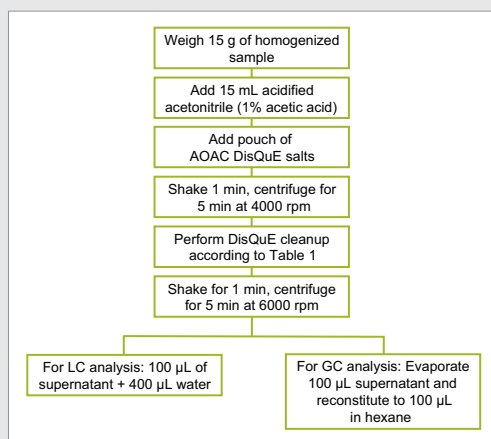 Weigh 15 g of homogenized
sample
Add 15 mL acidified
acetonitrile (1% acetic acid)
Add pouch of
AOAC DisQuE salts
Shake 1 min, centrifuge for
5 min at 4000 rpm
Perform DisQuE cleanup
according to Table 1
Shake for 1 min, centrifuge
for 5 min at 6000 rpm
For LC analysis: 100 µL of
supernatant + 400 µL water
For GC analysis: Evaporate
100 µL supernatant and
reconstitute to 100 µL
in hexane